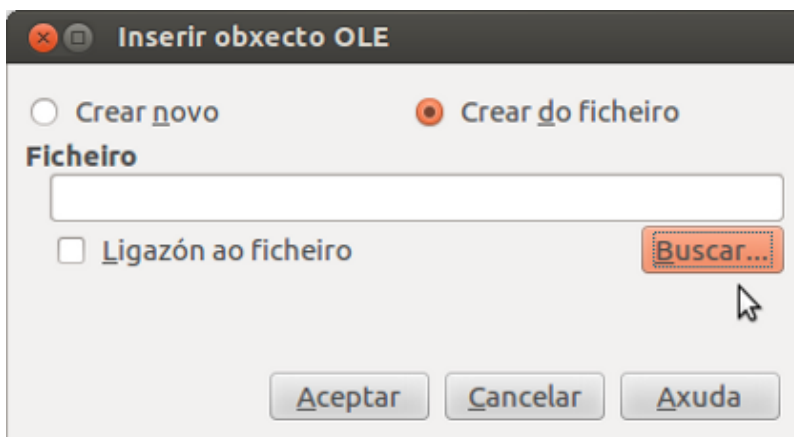 Inserir obxecto OLE
Crear novo Crear do ficheiro
Ficheiro
Ligazón ao ficheiro Buscar...
Aceptar Cancelar Axuda